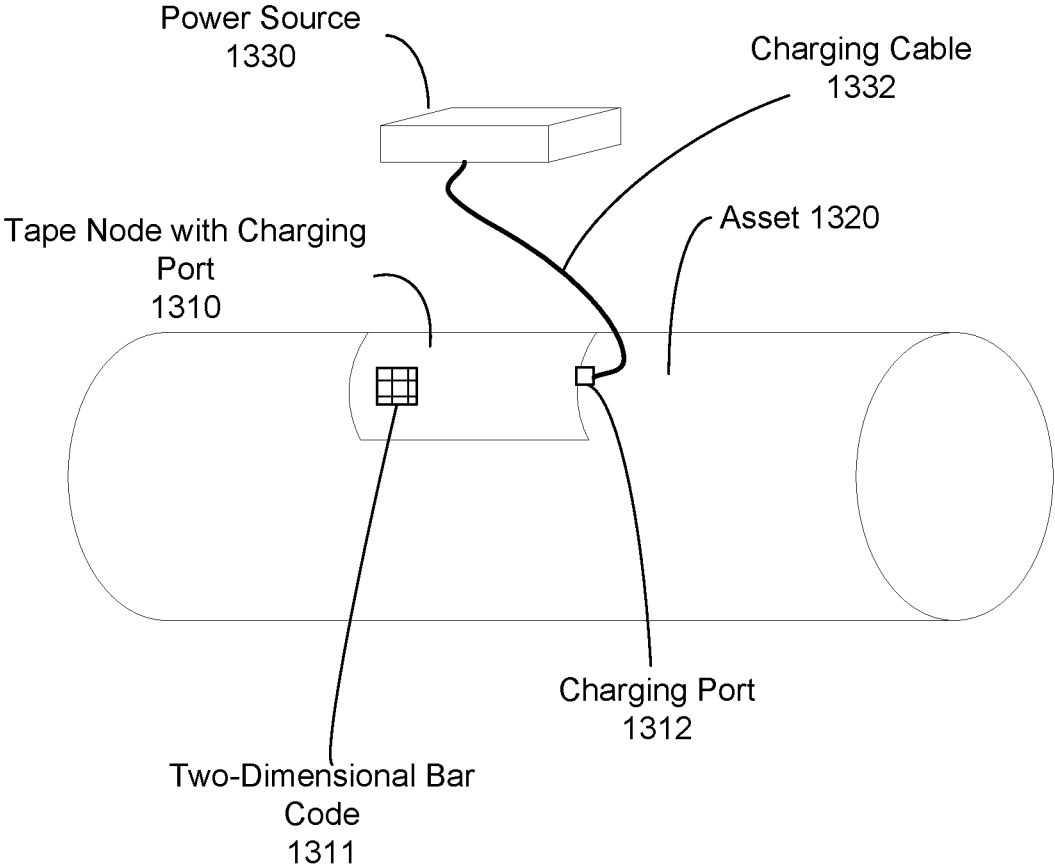 Power Source
1330
Charging Cable
1332
Tape Node with Charging
Port
1310
Asset 1320
Charging Port
1312
Two-Dimensional Bar
Code
1311